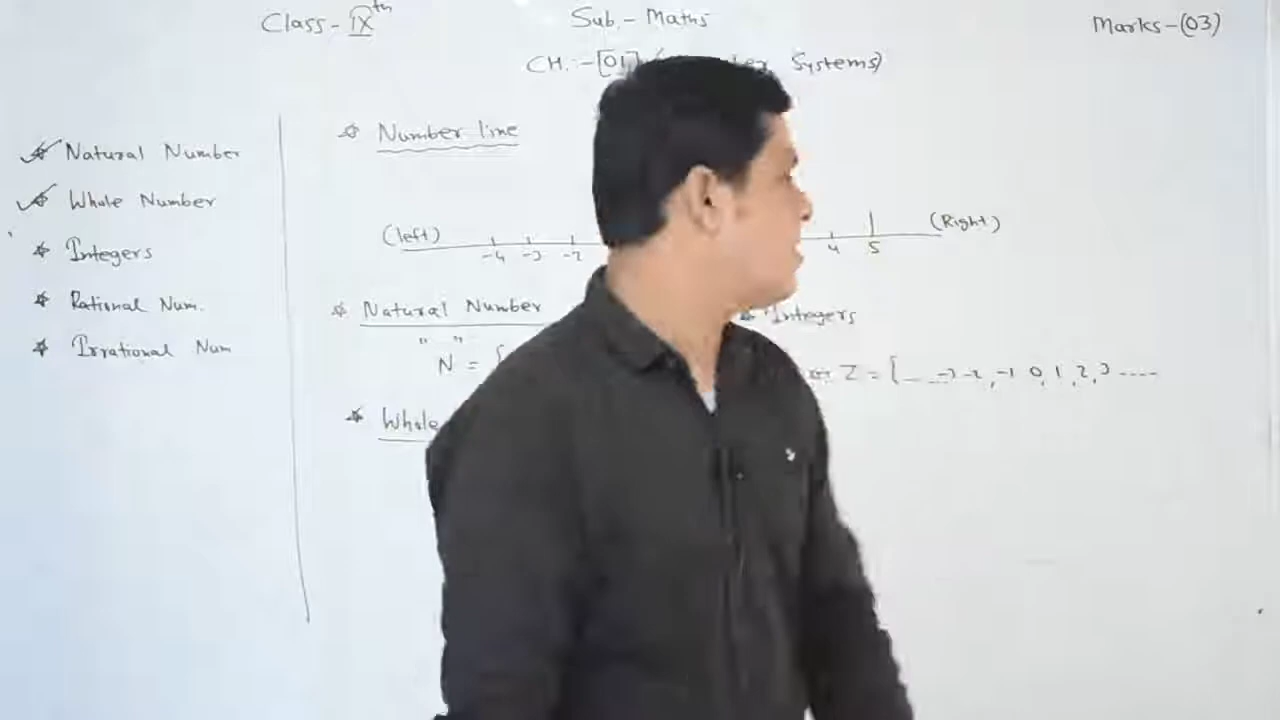 Class - IXth
Sub. - Maths
Marks - (03)
CH. :- [01] Systems)
Natural Number
Whole Number
Integers
Rational Num.
Irrational Num
Number line
(left) (Right)
-4 -3 -2 4 5
Natural Number
" "
N = {
Whole
Integers
Z = { ... -3 -2, -1 0, 1, 2, 3 ----